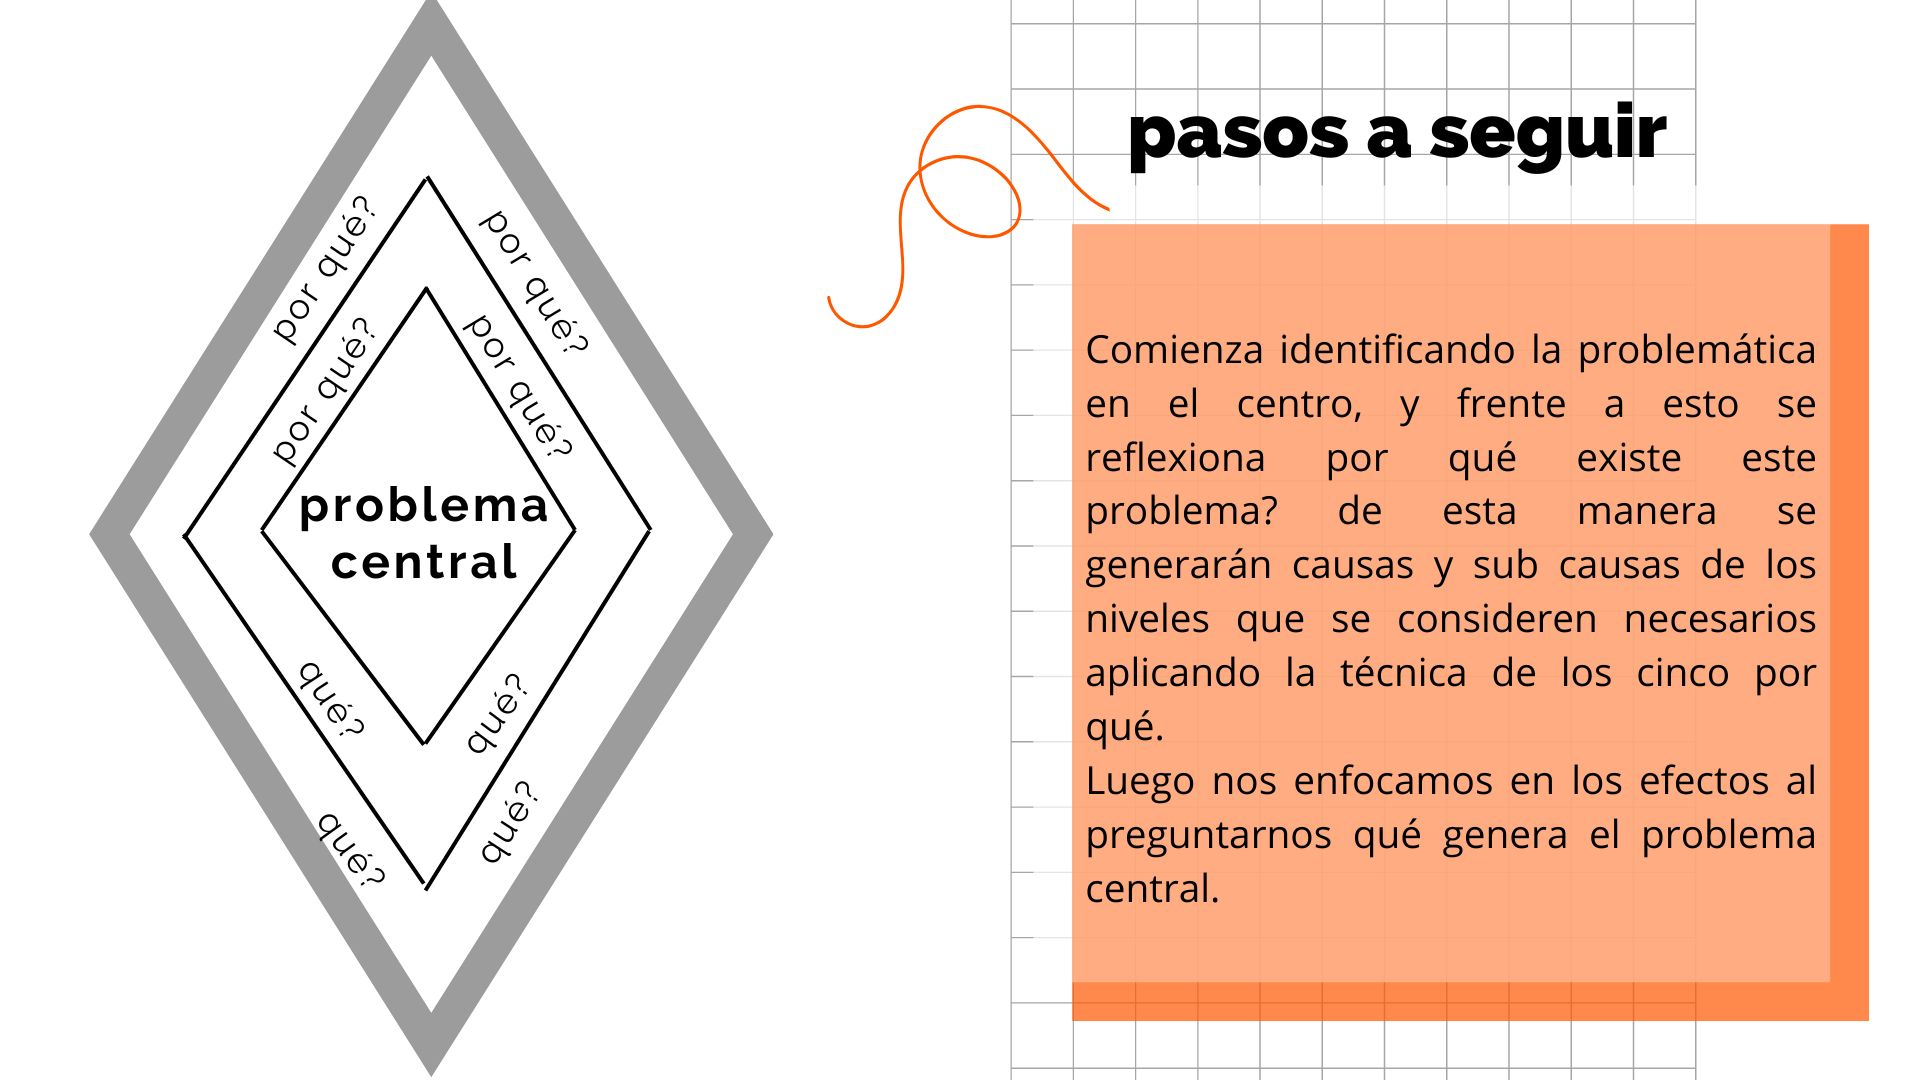 por qué?
por qué?
por qué?
por qué?
problema
central
qué?
qué?
qué?
qué?
pasos a seguir
Comienza identificando la problemática
en el centro, y frente a esto se
reflexiona por qué existe este
problema? de esta manera se
generarán causas y sub causas de los
niveles que se consideren necesarios
aplicando la técnica de los cinco por
qué.
Luego nos enfocamos en los efectos al
preguntarnos qué genera el problema
central.